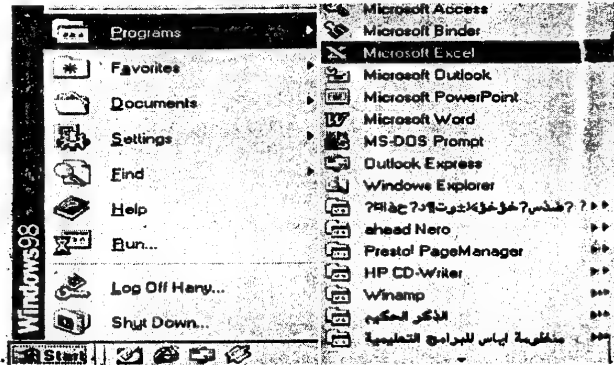 Windows98
Programs
Favorites
Documents
Settings
Find
Help
Run...
Log Off Hany...
Shut Down...
Start
Microsoft Access
Microsoft Binder
Microsoft Excel
Microsoft Outlook
Microsoft PowerPoint
Microsoft Word
MS-DOS Prompt
Outlook Express
Windows Explorer
ahead Nero
Presto! PageManager
HP CD-Writer
Winamp
الذكر الحكيم
منظومة اياس للبرامج التعليمية